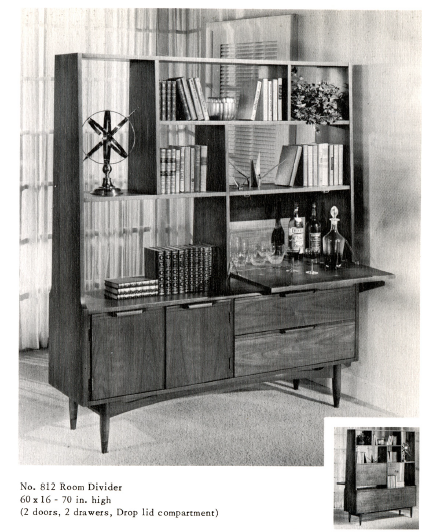 No. 812 Room Divider
60 x 16 - 70 in. high
(2 doors, 2 drawers, Drop lid compartment)